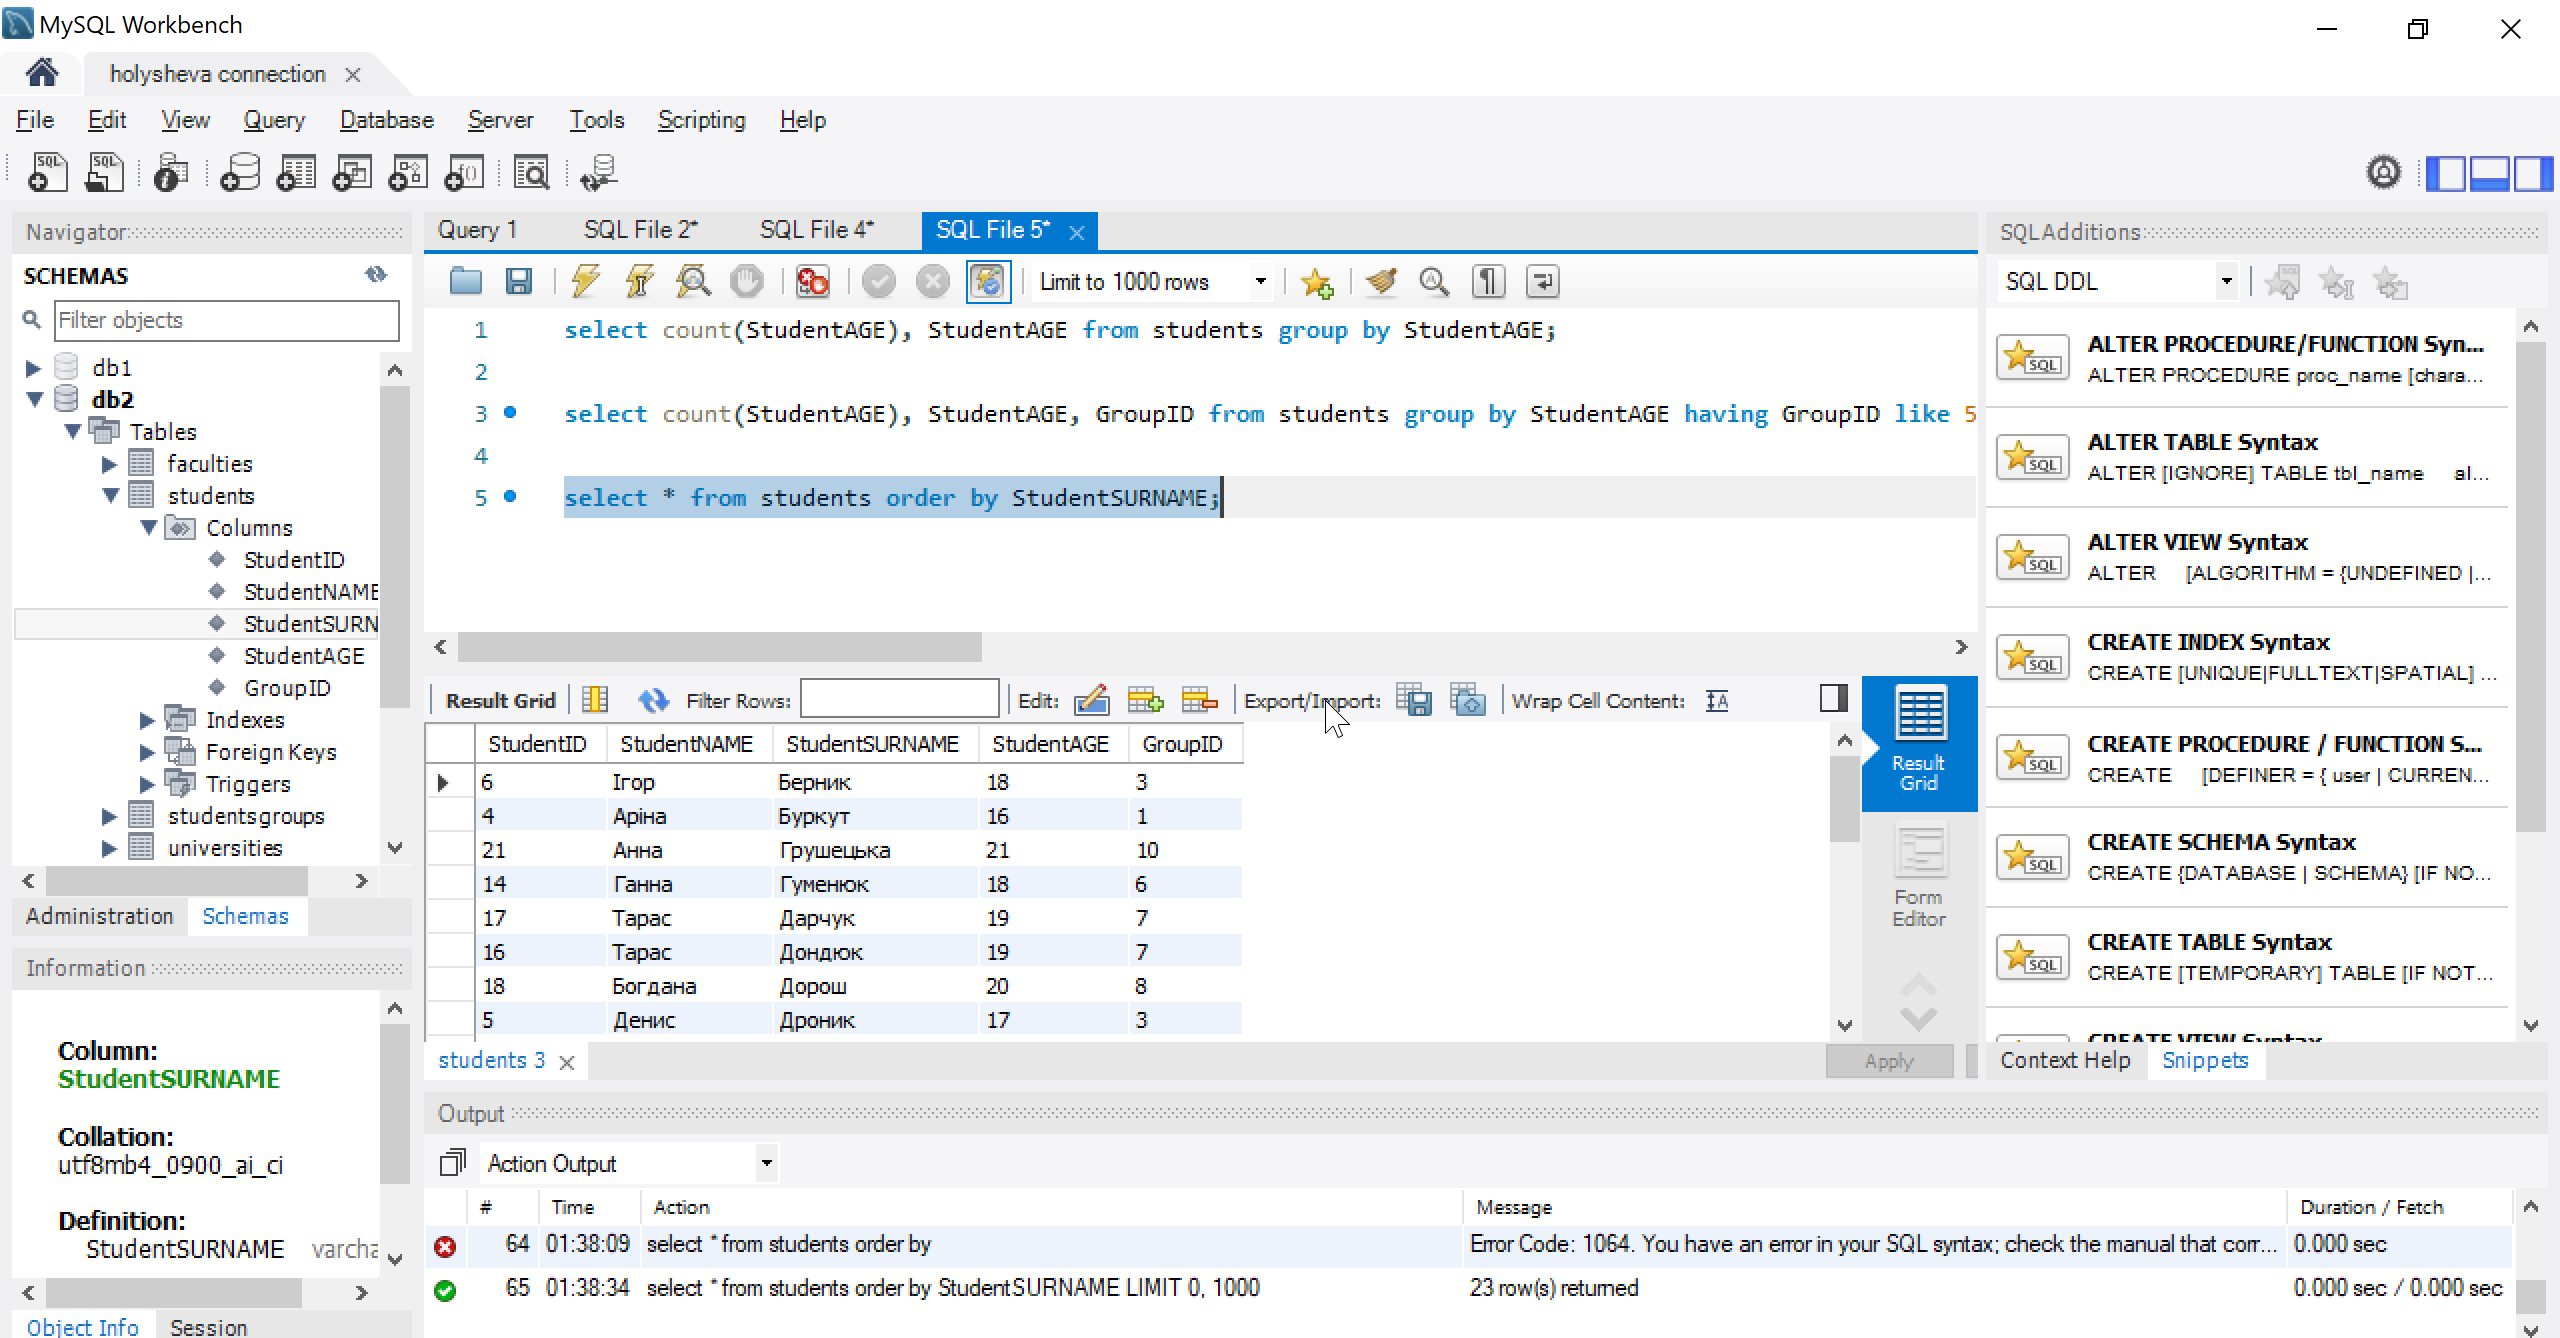 MySQL Workbench
holysheva connection
File Edit View Query Database Server Tools Scripting Help
Navigator
SCHEMAS
Filter objects
db1
db2
Tables
faculties
students
Columns
StudentID
StudentNAME
StudentSURN
StudentAGE
GroupID
Indexes
Foreign Keys
Triggers
studentsgroups
universities
Administration Schemas
Information
Column:
StudentSURNAME
Collation:
utf8mb4_0900_ai_ci
Definition:
StudentSURNAME varcha
Object Info Session
Query 1 SQL File 2* SQL File 4* SQL File 5*
Limit to 1000 rows
1 select count(StudentAGE), StudentAGE from students group by StudentAGE;
2
3 select count(StudentAGE), StudentAGE, GroupID from students group by StudentAGE having GroupID like 5
4
5 select * from students order by StudentSURNAME;
Result Grid Filter Rows: Edit: Export/Import: Wrap Cell Content:
StudentID StudentNAME StudentSURNAME StudentAGE GroupID
6 Ігор Берник 18 3
4 Аріна Буркут 16 1
21 Анна Грушецька 21 10
14 Ганна Гуменюк 18 6
17 Тарас Дарчук 19 7
16 Тарас Дондюк 19 7
18 Богдана Дорош 20 8
5 Денис Дроник 17 3
Result
Grid
Form
Editor
students 3
Apply
SQLAdditions
SQL DDL
ALTER PROCEDURE/FUNCTION Syn...
ALTER PROCEDURE proc_name [chara...
ALTER TABLE Syntax
ALTER [IGNORE] TABLE tbl_name al...
ALTER VIEW Syntax
ALTER [ALGORITHM = {UNDEFINED |...
CREATE INDEX Syntax
CREATE [UNIQUE|FULLTEXT|SPATIAL] ...
CREATE PROCEDURE / FUNCTION S...
CREATE [DEFINER = { user | CURREN...
CREATE SCHEMA Syntax
CREATE {DATABASE | SCHEMA} [IF NO...
CREATE TABLE Syntax
CREATE [TEMPORARY] TABLE [IF NOT...
CREATE VIEW Syntax
Context Help Snippets
Output
Action Output
# Time Action Message Duration / Fetch
64 01:38:09 select * from students order by Error Code: 1064. You have an error in your SQL syntax; check the manual that corr... 0.000 sec
65 01:38:34 select * from students order by StudentSURNAME LIMIT 0, 1000 23 row(s) returned 0.000 sec / 0.000 sec